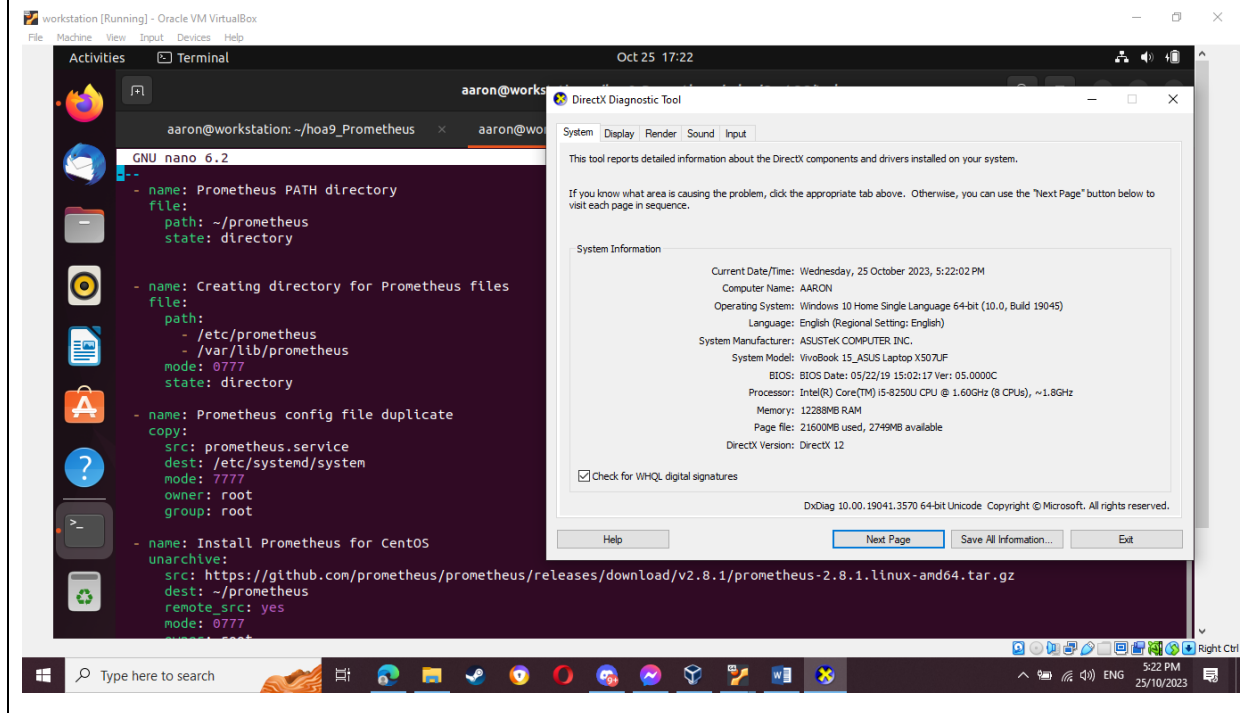 workstation [Running] - Oracle VM VirtualBox
File Machine View Input Devices Help
Activities Terminal Oct 25 17:22
aaron@works
aaron@workstation: ~/hoa9_Prometheus × aaron@wo
GNU nano 6.2
---
- name: Prometheus PATH directory
file:
path: ~/prometheus
state: directory
- name: Creating directory for Prometheus files
file:
path:
- /etc/prometheus
- /var/lib/prometheus
mode: 0777
state: directory
- name: Prometheus config file duplicate
copy:
src: prometheus.service
dest: /etc/systemd/system
mode: 7777
owner: root
group: root
- name: Install Prometheus for CentOS
unarchive:
src: https://github.com/prometheus/prometheus/releases/download/v2.8.1/prometheus-2.8.1.linux-amd64.tar.gz
dest: ~/prometheus
remote_src: yes
mode: 0777
DirectX Diagnostic Tool
System Display Render Sound Input
This tool reports detailed information about the DirectX components and drivers installed on your system.
If you know what area is causing the problem, click the appropriate tab above. Otherwise, you can use the "Next Page" button below to
visit each page in sequence.
System Information
Current Date/Time: Wednesday, 25 October 2023, 5:22:02 PM
Computer Name: AARON
Operating System: Windows 10 Home Single Language 64-bit (10.0, Build 19045)
Language: English (Regional Setting: English)
System Manufacturer: ASUSTeK COMPUTER INC.
System Model: VivoBook 15_ASUS Laptop X507UF
BIOS: BIOS Date: 05/22/19 15:02:17 Ver: 05.0000C
Processor: Intel(R) Core(TM) i5-8250U CPU @ 1.60GHz (8 CPUs), ~1.8GHz
Memory: 12288MB RAM
Page file: 21600MB used, 2749MB available
DirectX Version: DirectX 12
Check for WHQL digital signatures
DxDiag 10.00.19041.3570 64-bit Unicode Copyright © Microsoft. All rights reserved.
Help Next Page Save All Information... Exit
Right Ctrl
Type here to search
ENG
5:22 PM
25/10/2023